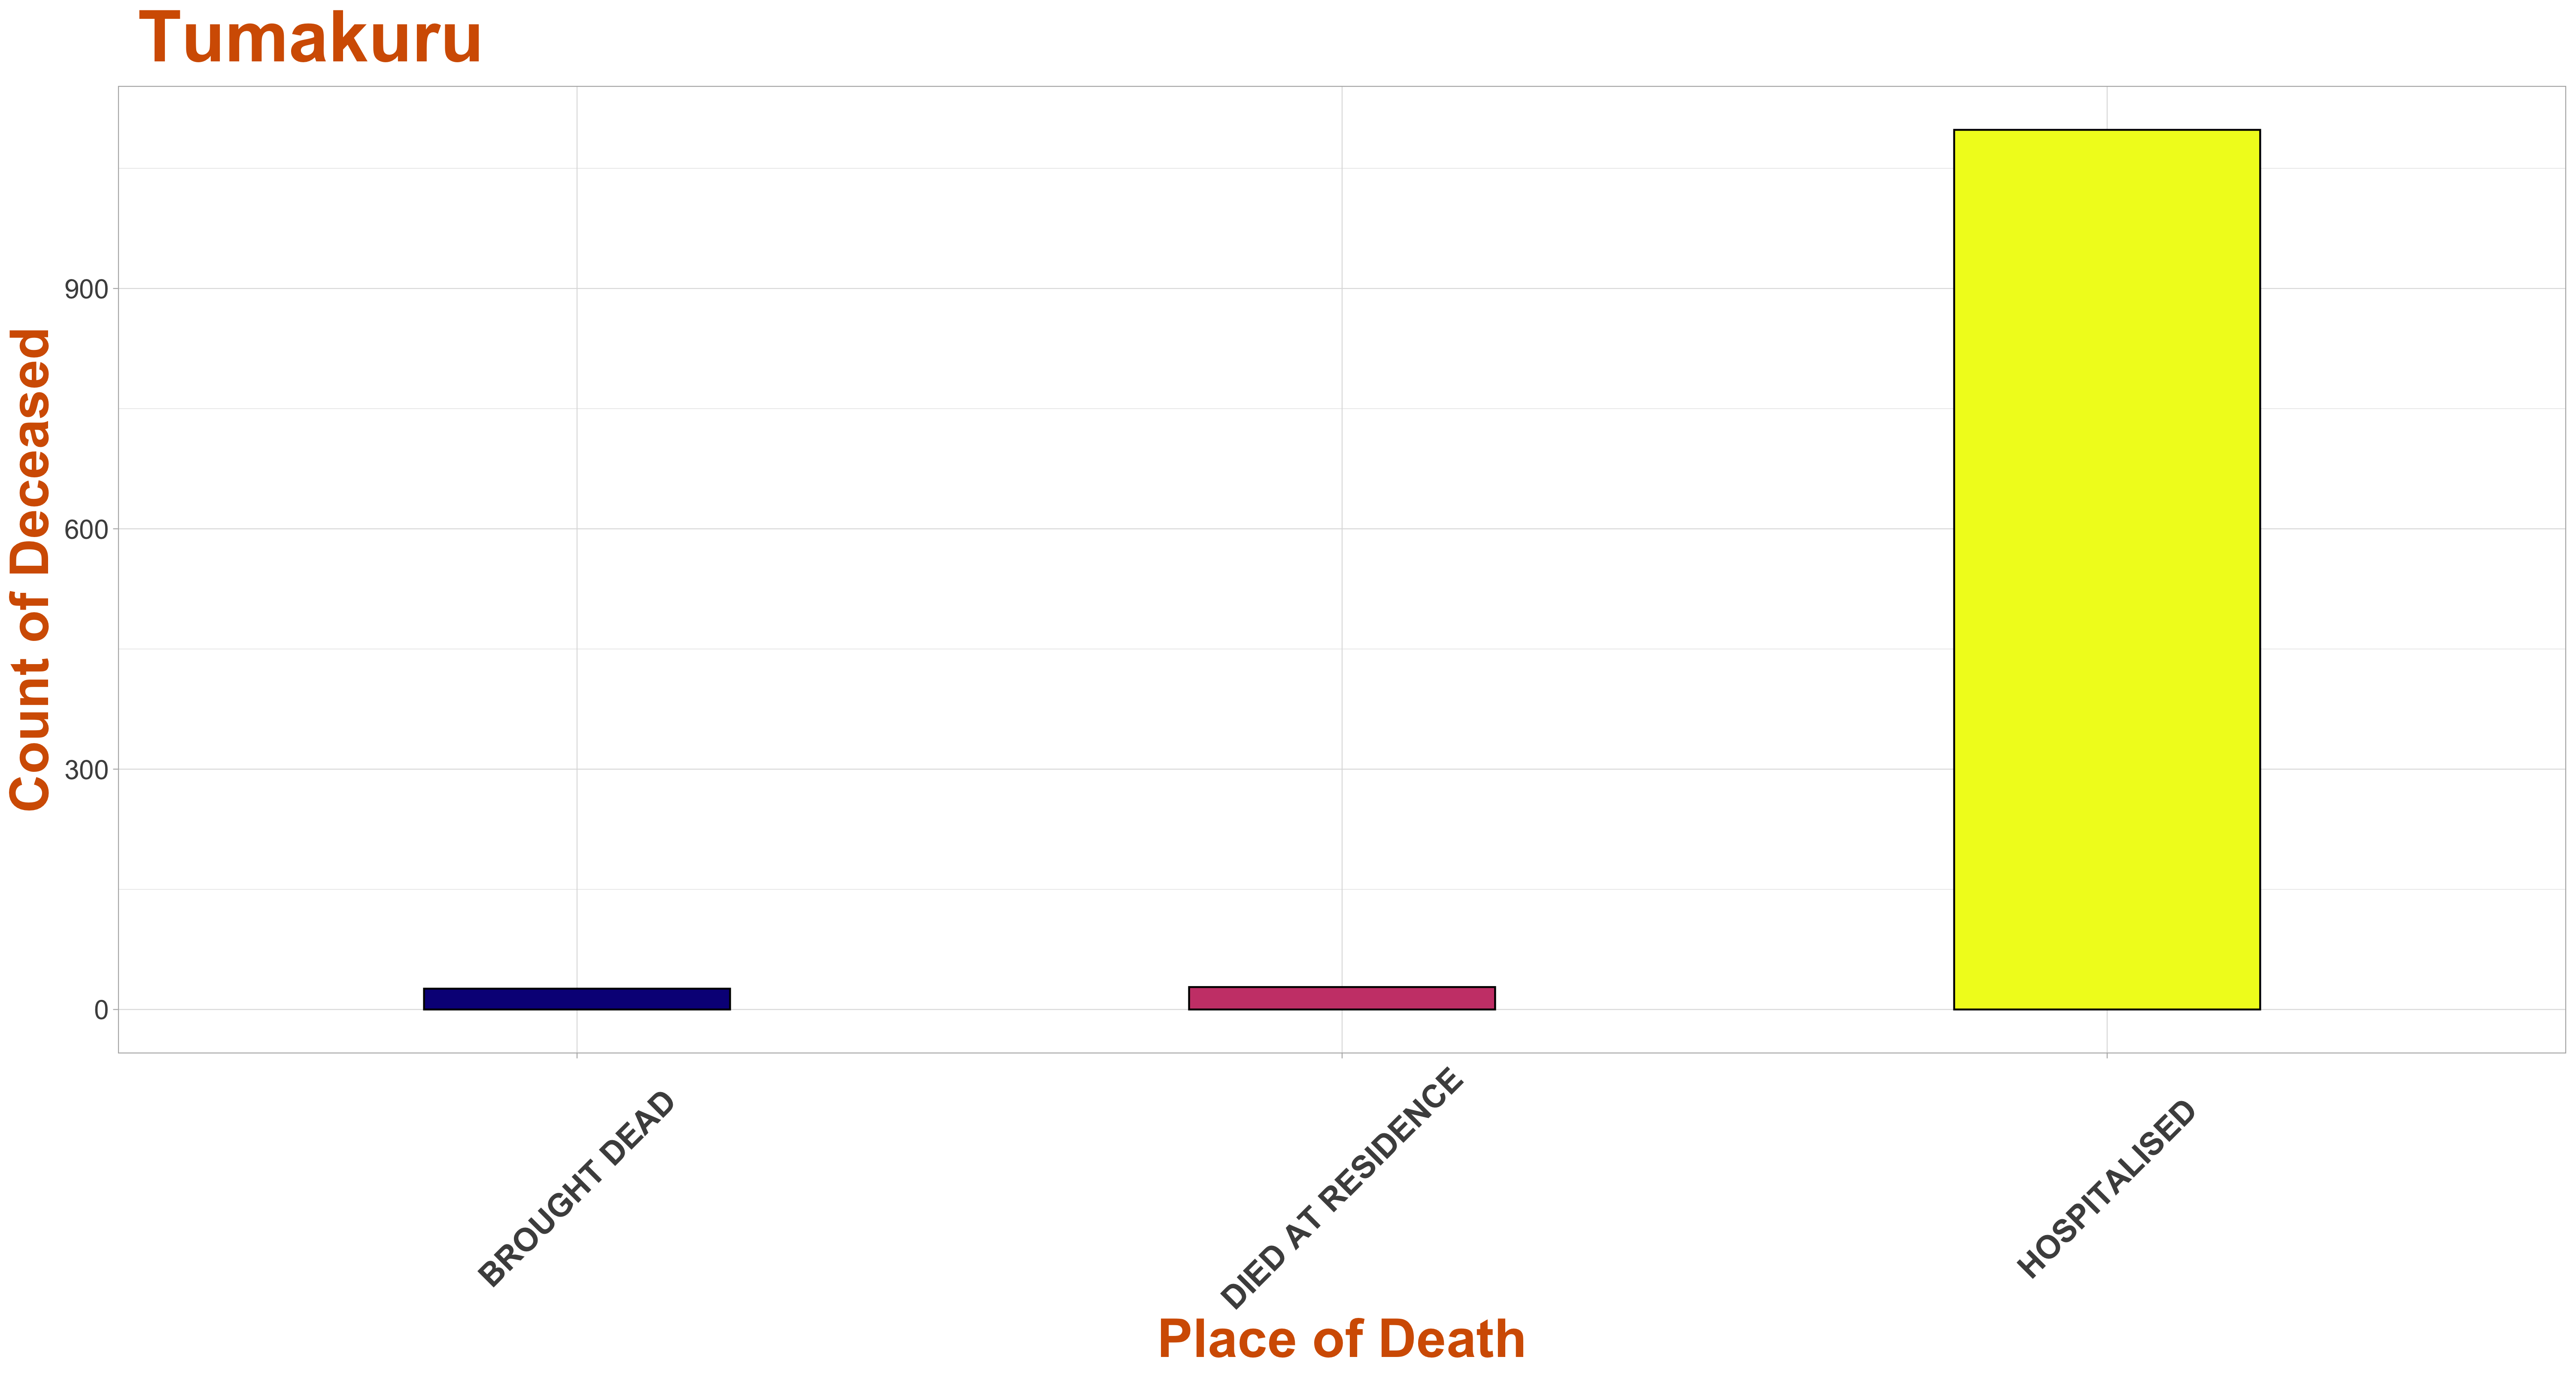 Tumakuru
Count of Deceased
900
600
300
0
BROUGHT DEAD
DIED AT RESIDENCE
HOSPITALISED
Place of Death